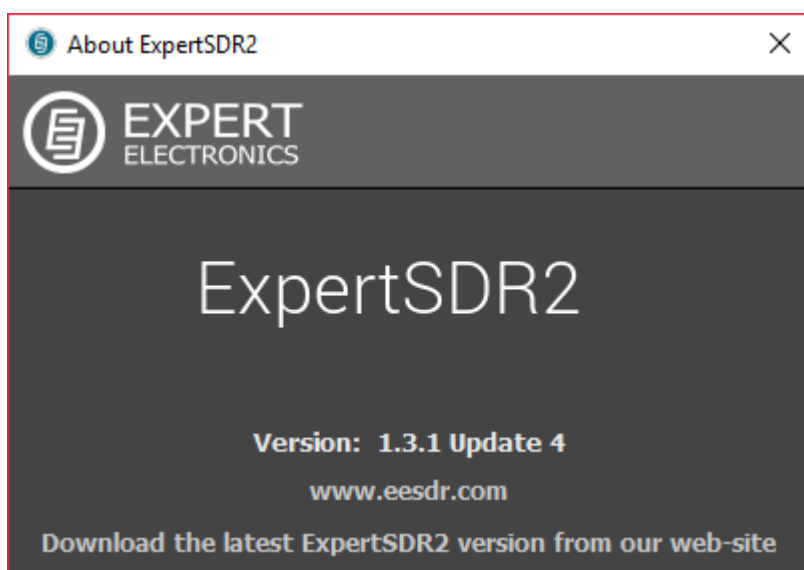 About ExpertSDR2
EXPERT
ELECTRONICS
ExpertSDR2
Version: 1.3.1 Update 4
www.eesdr.com
Download the latest ExpertSDR2 version from our web-site